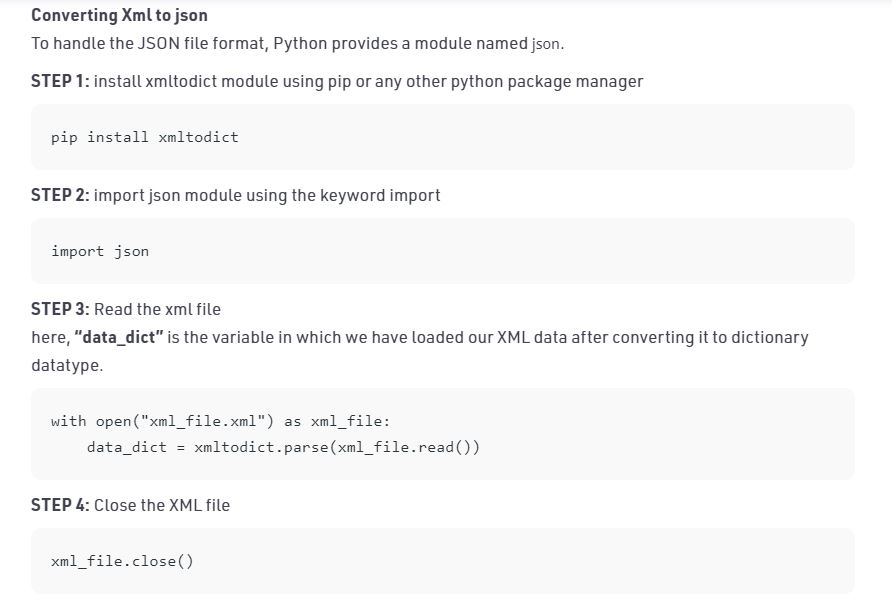 Converting Xml to json
To handle the JSON file format, Python provides a module named json.
STEP 1: install xmltodict module using pip or any other python package manager
pip install xmltodict
STEP 2: import json module using the keyword import
import json
STEP 3: Read the xml file
here, “data_dict” is the variable in which we have loaded our XML data after converting it to dictionary
datatype.
with open("xml_file.xml") as xml_file:
    data_dict = xmltodict.parse(xml_file.read())
STEP 4: Close the XML file
xml_file.close()